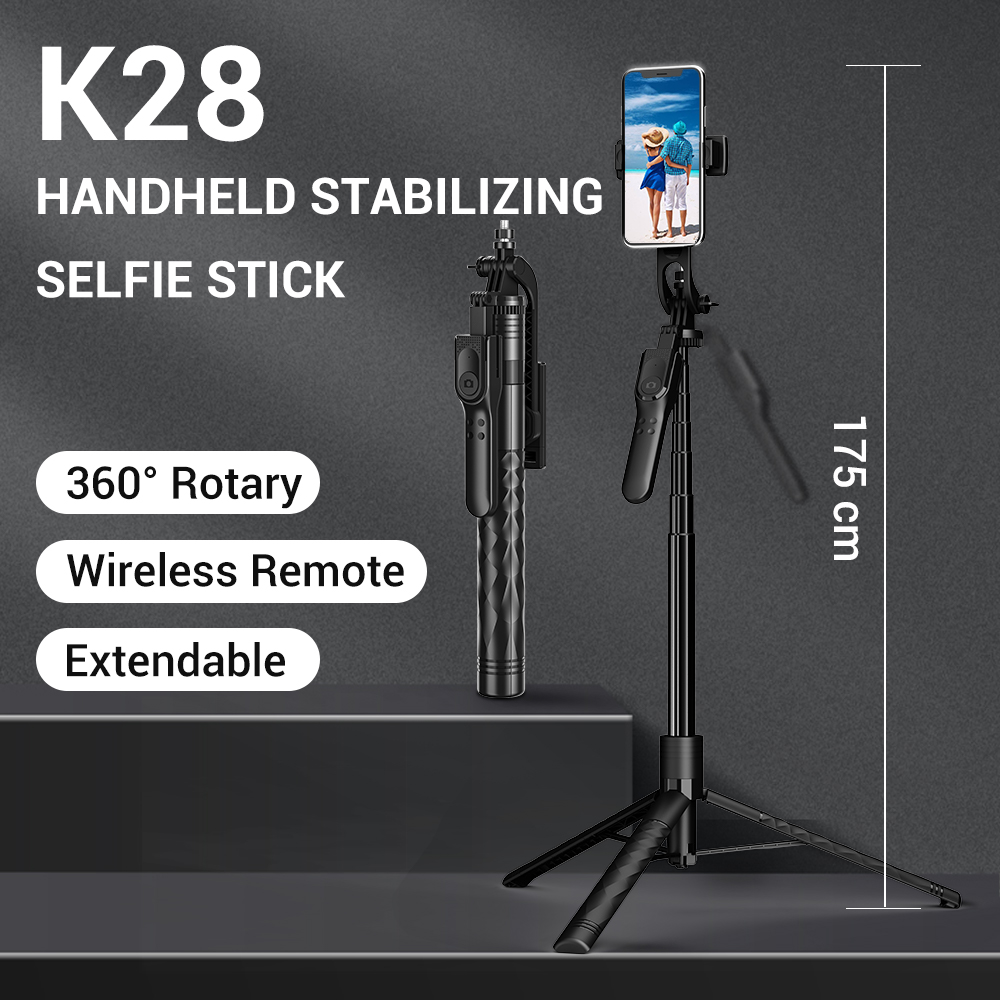 K28
HANDHELD STABILIZING
SELFIE STICK
360° Rotary
Wireless Remote
Extendable
175 cm